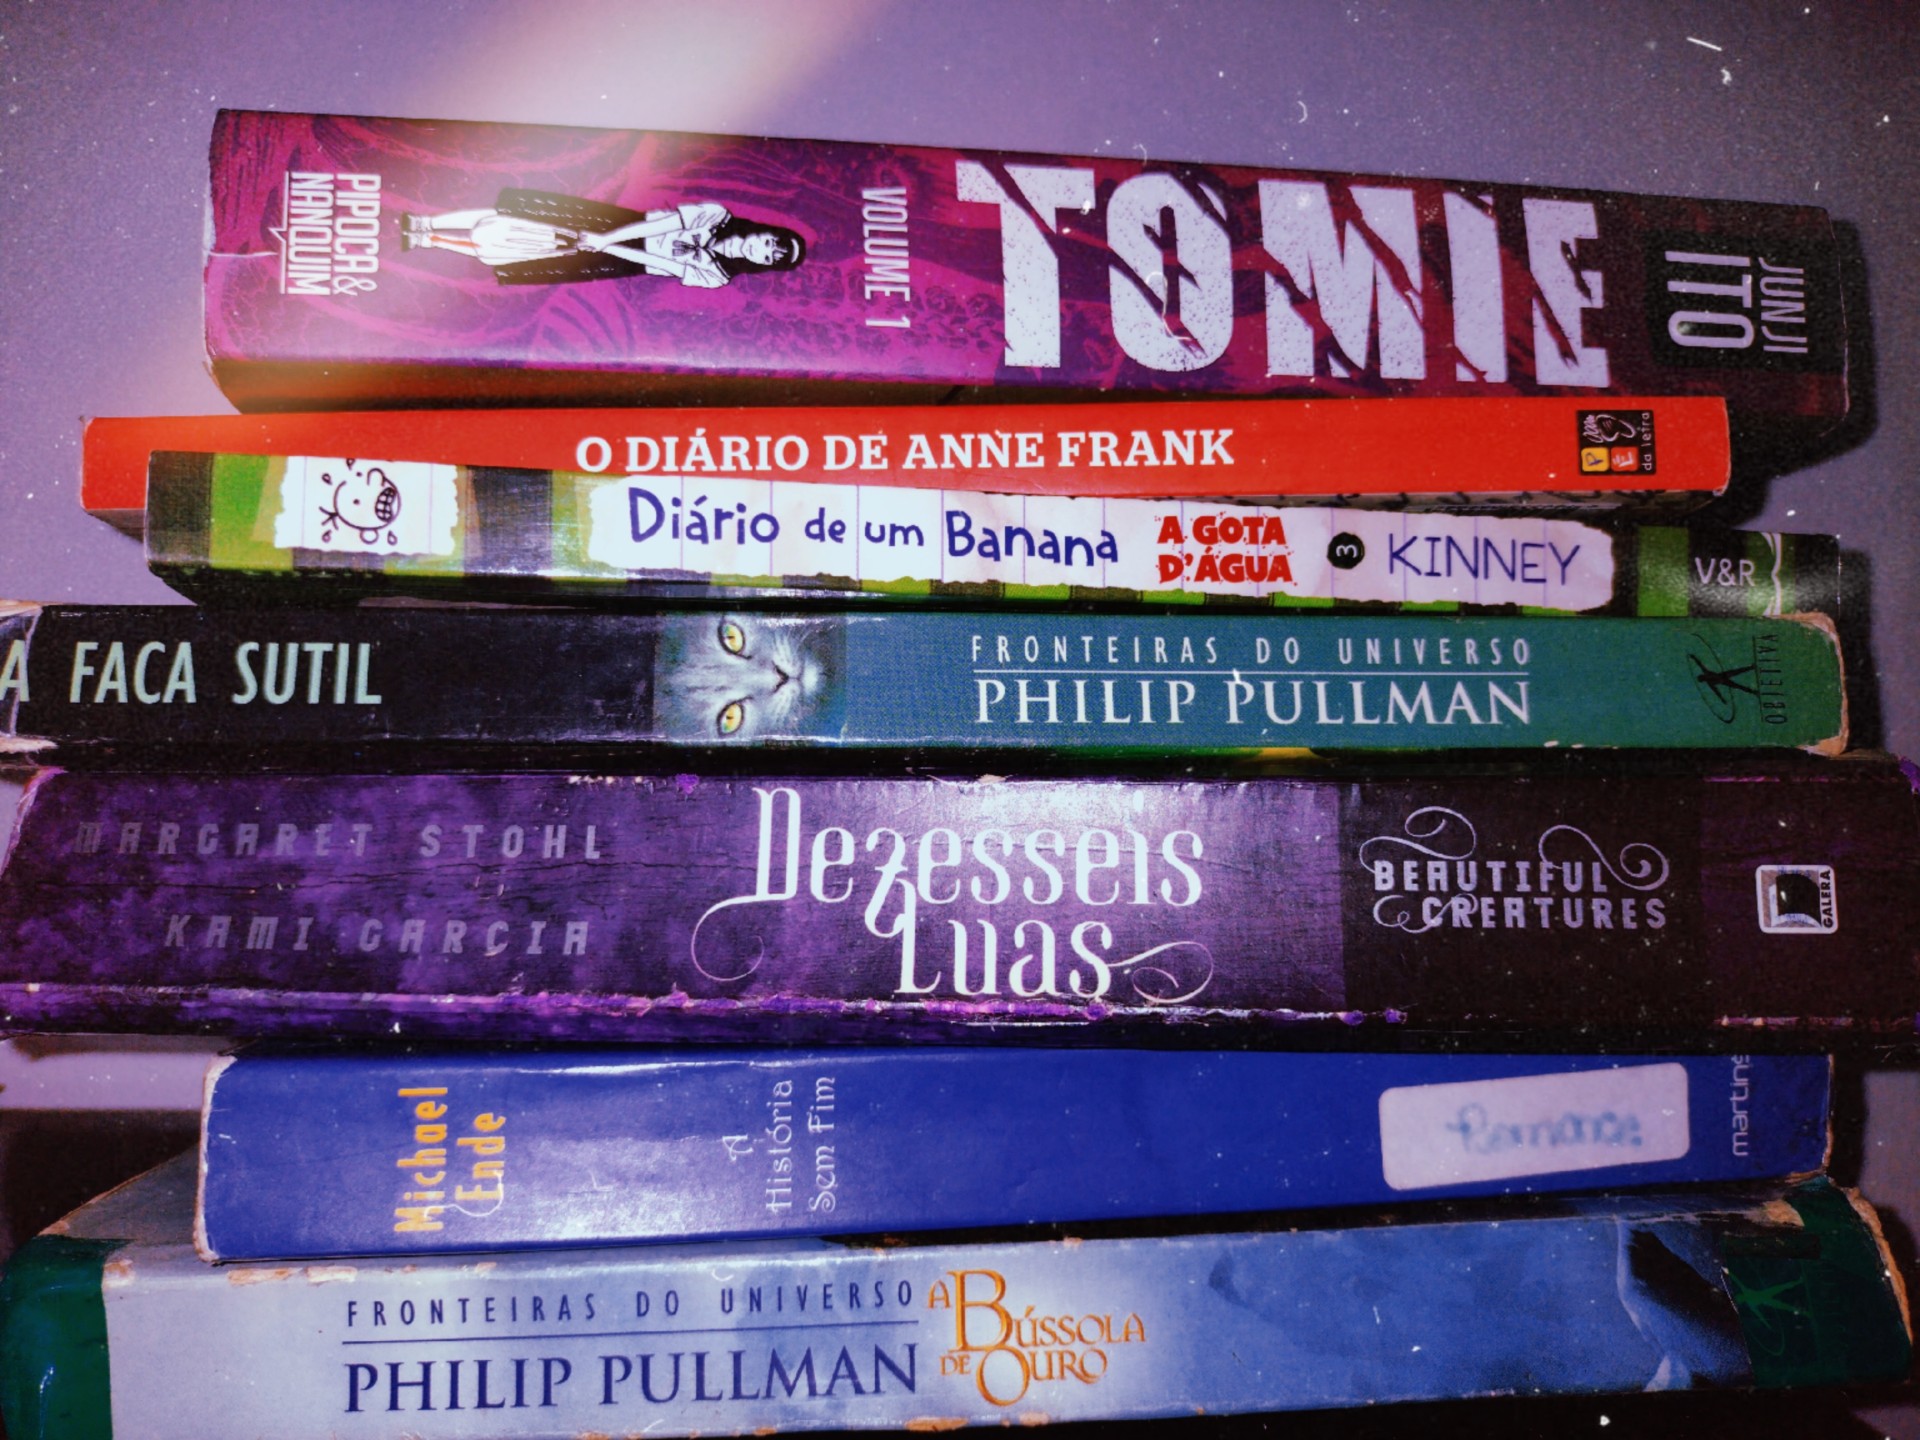 PIPOCA &
NANQUIM
VOLUME 1
TOMIE
JUNJI
ITO
O DIÁRIO DE ANNE FRANK
PÉ
da letra
Diário de um Banana
A GOTA
D'ÁGUA
3
KINNEY
V&R
A FACA SUTIL
FRONTEIRAS DO UNIVERSO
PHILIP PULLMAN
OBJETIVA
MARGARET STOHL
KAMI GARCIA
Dezesseis
Luas
BEAUTIFUL
CREATURES
GALERA
Michael
Ende
A
História
Sem Fim
Romance
martins
FRONTEIRAS DO UNIVERSO
PHILIP PULLMAN
A BÚSSOLA
DE OURO